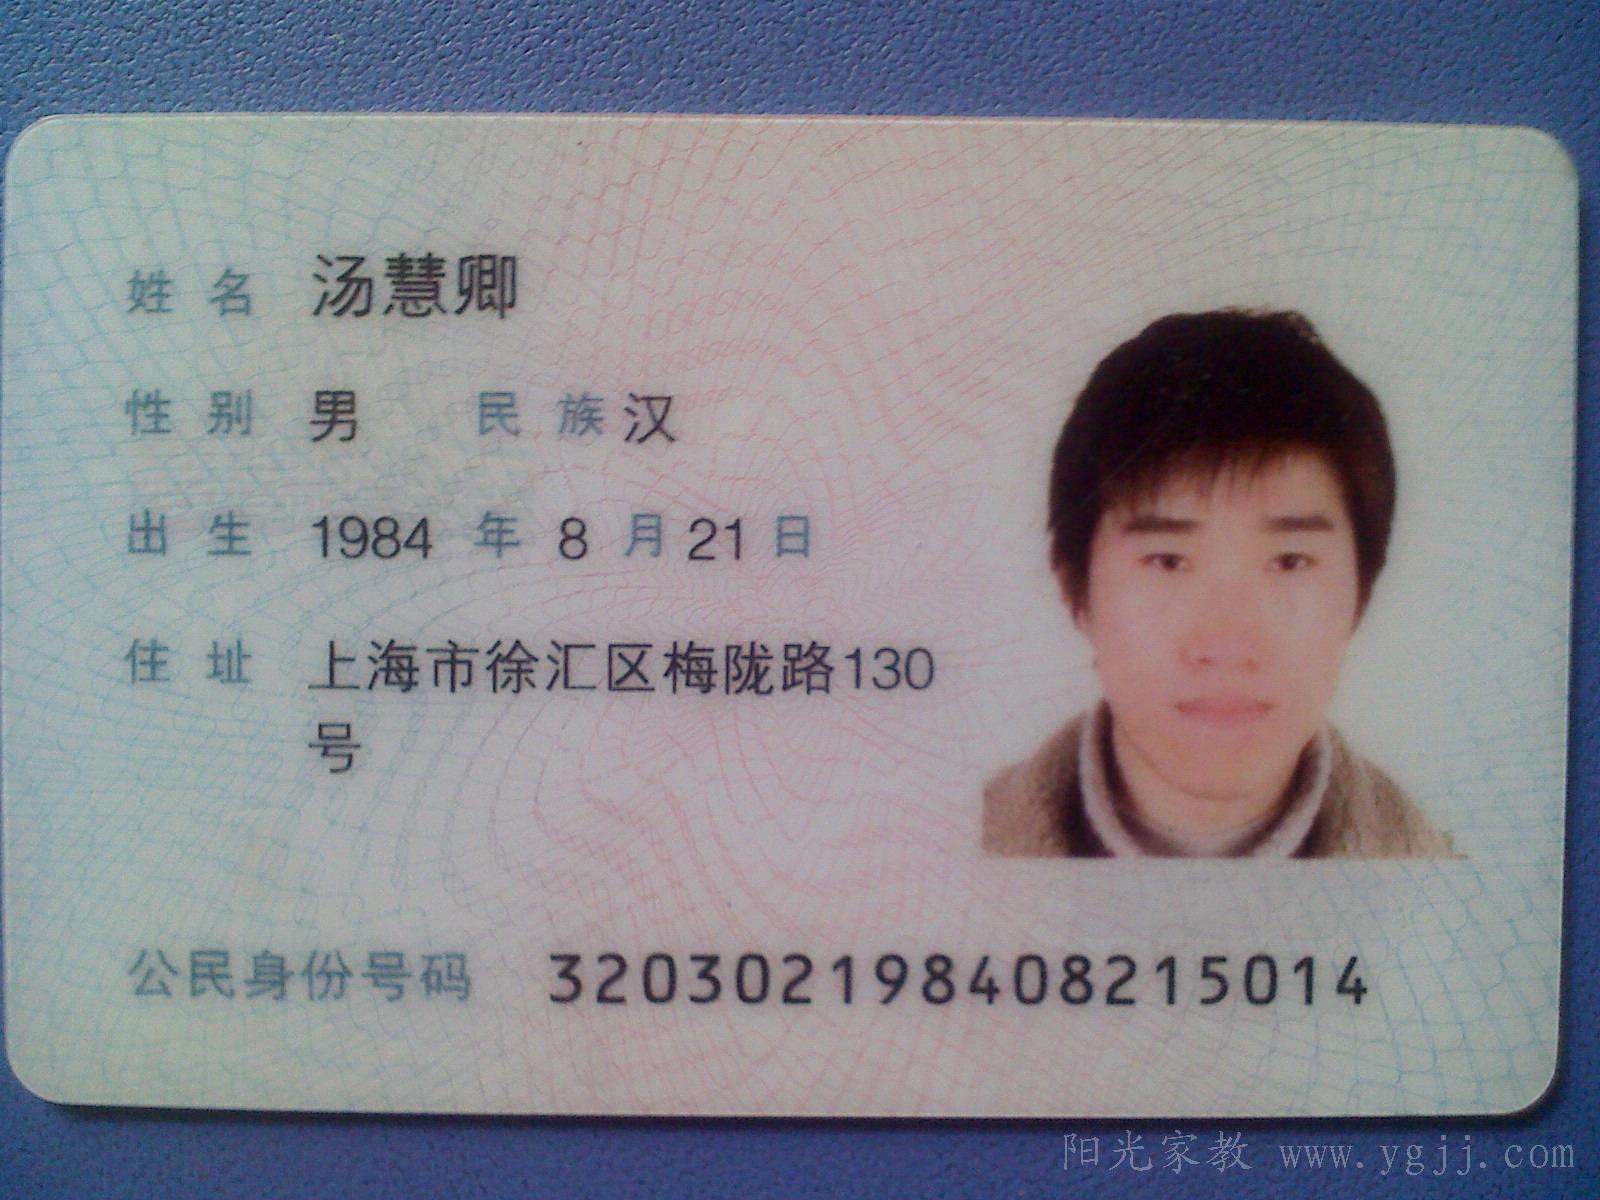 姓名 汤慧卿
性别 男 民族 汉
出生 1984 年 8 月 21 日
住址 上海市徐汇区梅陇路130
号
公民身份号码 320302198408215014
阳光家教 www.ygjj.com